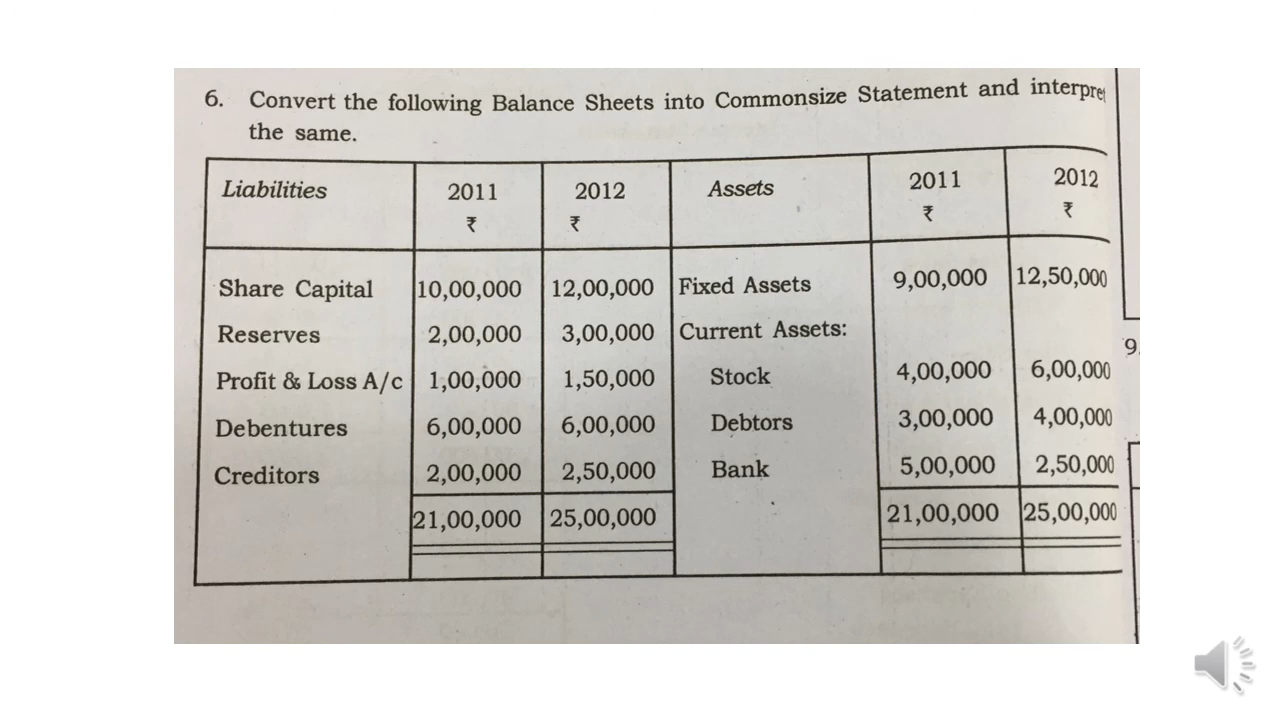 6. Convert the following Balance Sheets into Commonsize Statement and interpret
the same.
Liabilities 2011 2012 Assets 2011 2012
₹ ₹ ₹ ₹
Share Capital 10,00,000 12,00,000 Fixed Assets 9,00,000 12,50,000
Reserves 2,00,000 3,00,000 Current Assets:
Profit & Loss A/c 1,00,000 1,50,000 Stock 4,00,000 6,00,000
Debentures 6,00,000 6,00,000 Debtors 3,00,000 4,00,000
Creditors 2,00,000 2,50,000 Bank 5,00,000 2,50,000
21,00,000 25,00,000 21,00,000 25,00,000
9.